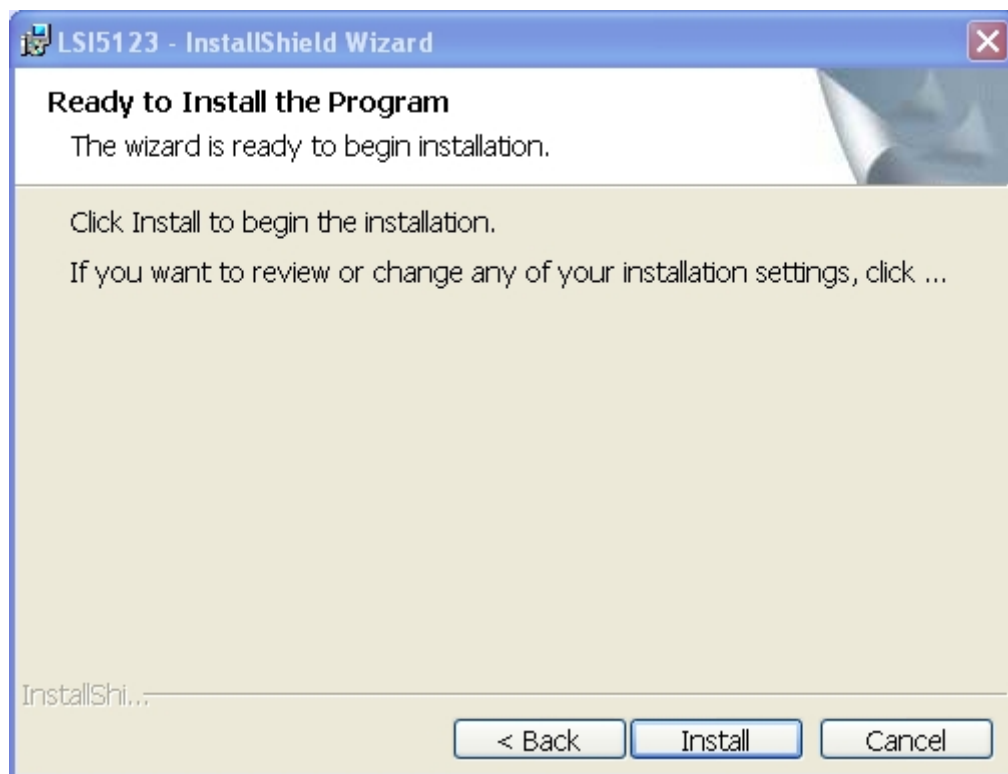 LSI5123 - InstallShield Wizard
Ready to Install the Program
The wizard is ready to begin installation.
Click Install to begin the installation.
If you want to review or change any of your installation settings, click ...
InstallShi...
< Back
Install
Cancel